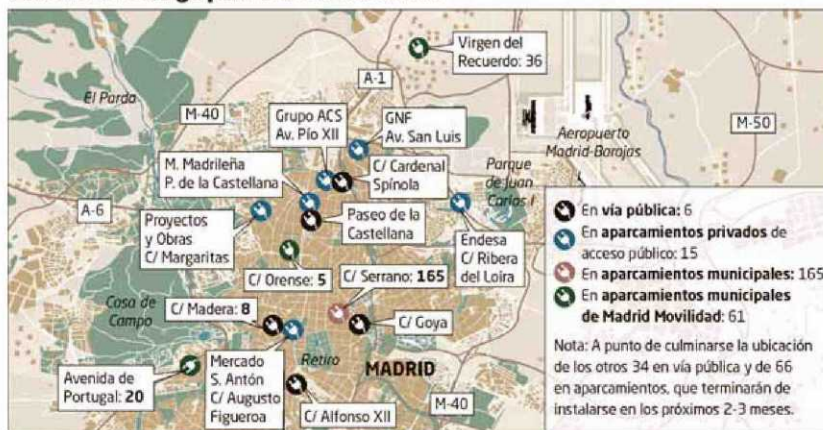 Virgen del
Recuerdo: 36
A-1
El Pardo
M-40
Grupo ACS
Av. Pío XII
GNF
Av. San Luis
M-50
Aeropuerto
Madrid-Barajas
M. Madrileña
P. de la Castellana
C/ Cardenal
Spínola
Parque
de Juan
Carlos I
A-6
Proyectos
y Obras
C/ Margaritas
Paseo de la
Castellana
Endesa
C/ Ribera
del Loira
C/ Orense: 5
C/ Serrano: 165
Casa de
Campo
C/ Madera: 8
C/ Goya
Retiro
MADRID
Avenida de
Portugal: 20
Mercado
S. Antón
C/ Augusto
Figueroa
C/ Alfonso XII
M-40
En vía pública: 6
En aparcamientos privados de
acceso público: 15
En aparcamientos municipales: 165
En aparcamientos municipales
de Madrid Movilidad: 61
Nota: A punto de culminarse la ubicación
de los otros 34 en vía pública y de 66
en aparcamientos, que terminarán de
instalarse en los próximos 2-3 meses.